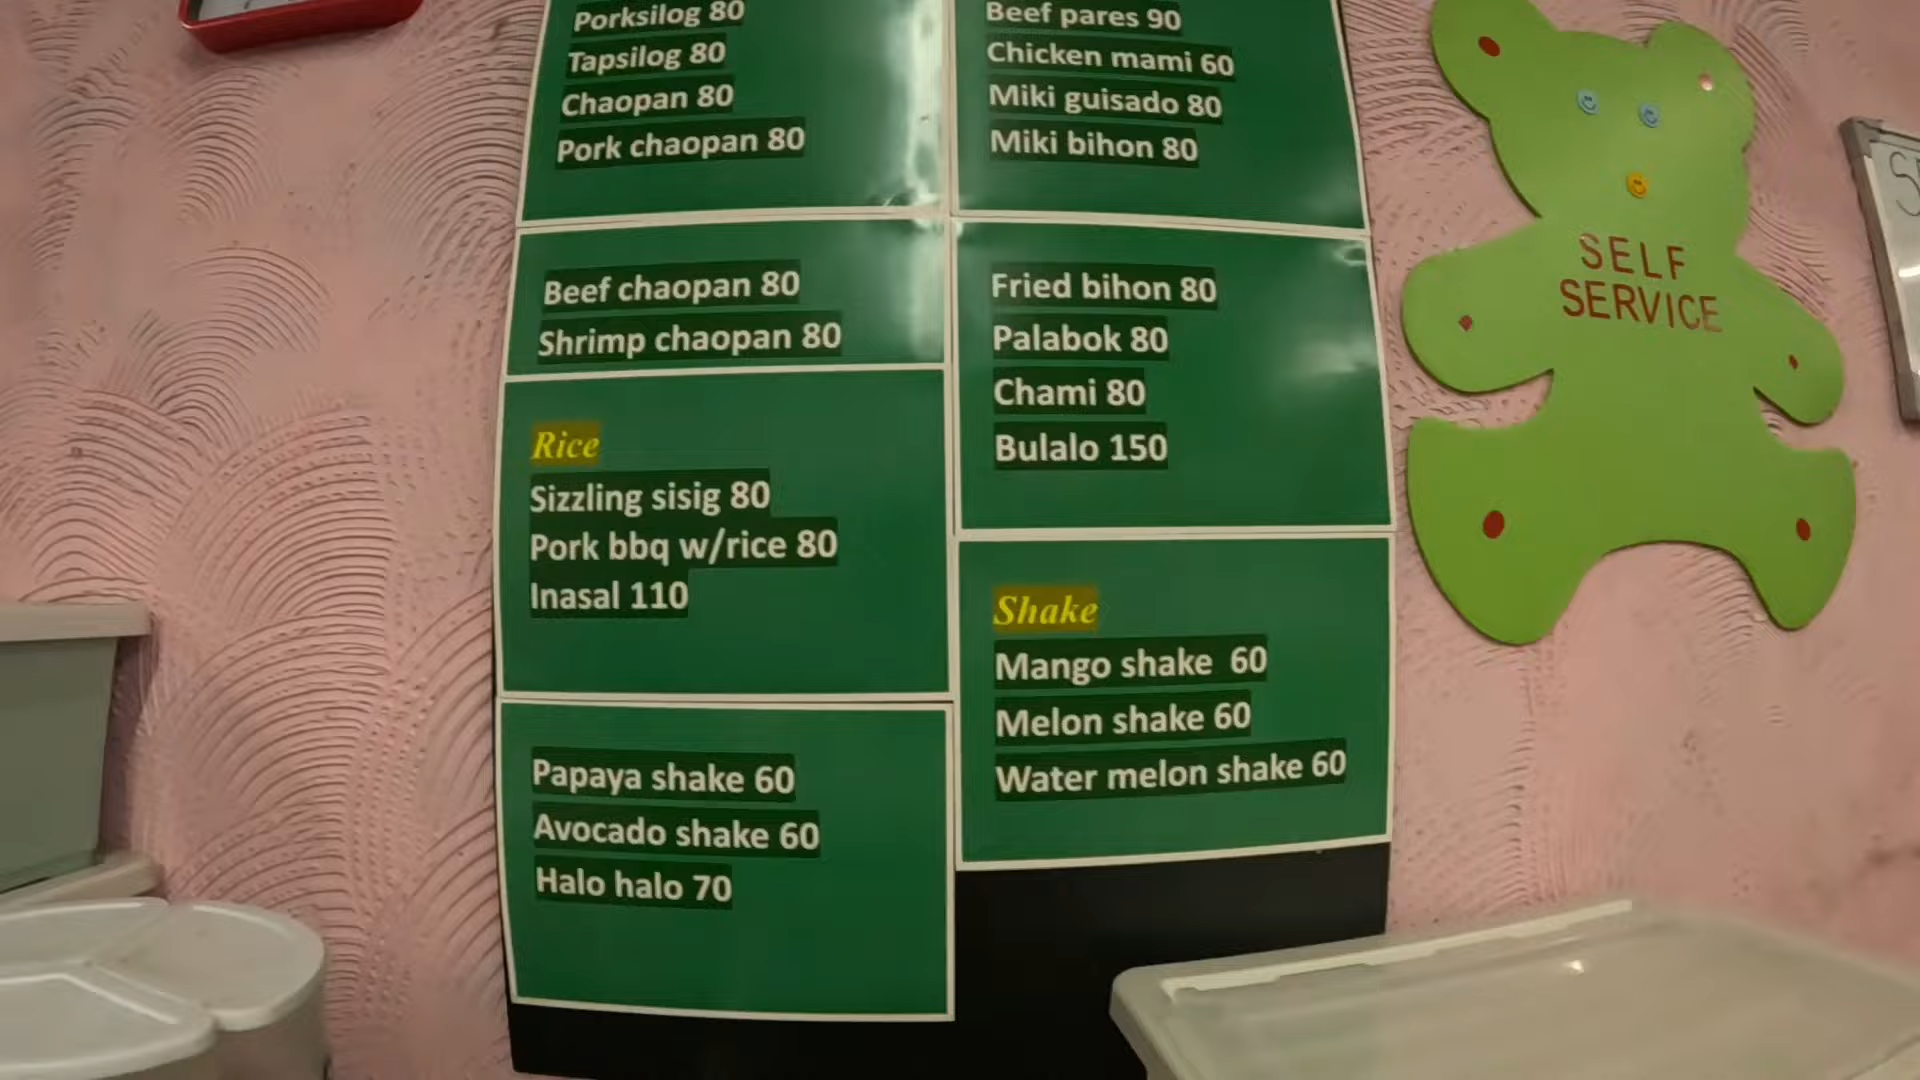 Porksilog 80
Tapsilog 80
Chaopan 80
Pork chaopan 80
Beef chaopan 80
Shrimp chaopan 80
Rice
Sizzling sisig 80
Pork bbq w/rice 80
Inasal 110
Papaya shake 60
Avocado shake 60
Halo halo 70
Beef pares 90
Chicken mami 60
Miki guisado 80
Miki bihon 80
Fried bihon 80
Palabok 80
Chami 80
Bulalo 150
Shake
Mango shake 60
Melon shake 60
Water melon shake 60
SELF
SERVICE